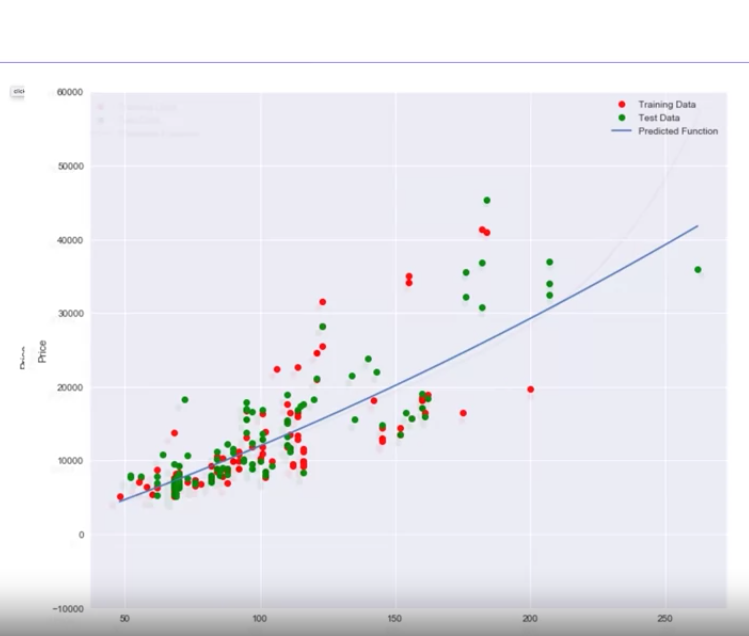 click
60000
Training Data
Test Data
Predicted Function
50000
40000
30000
Price
20000
10000
0
-10000
50 100 150 200 250